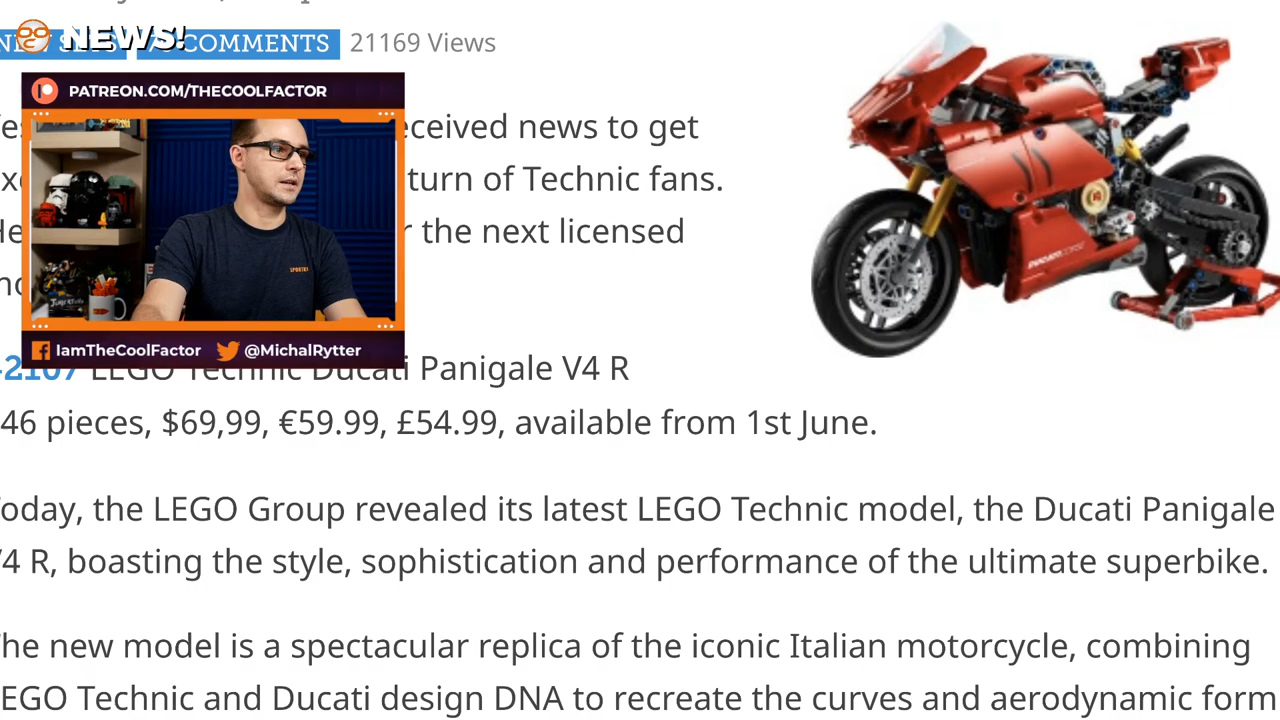 NEWS!
COMMENTS
21169 Views
PATREON.COM/THECOOLFACTOR
eceived news to get
turn of Technic fans.
the next licensed
IamTheCoolFactor @MichalRytter
LEGO Technic Ducati Panigale V4 R
46 pieces, $69,99, €59.99, £54.99, available from 1st June.
oday, the LEGO Group revealed its latest LEGO Technic model, the Ducati Panigale
4 R, boasting the style, sophistication and performance of the ultimate superbike.
he new model is a spectacular replica of the iconic Italian motorcycle, combining
EGO Technic and Ducati design DNA to recreate the curves and aerodynamic form